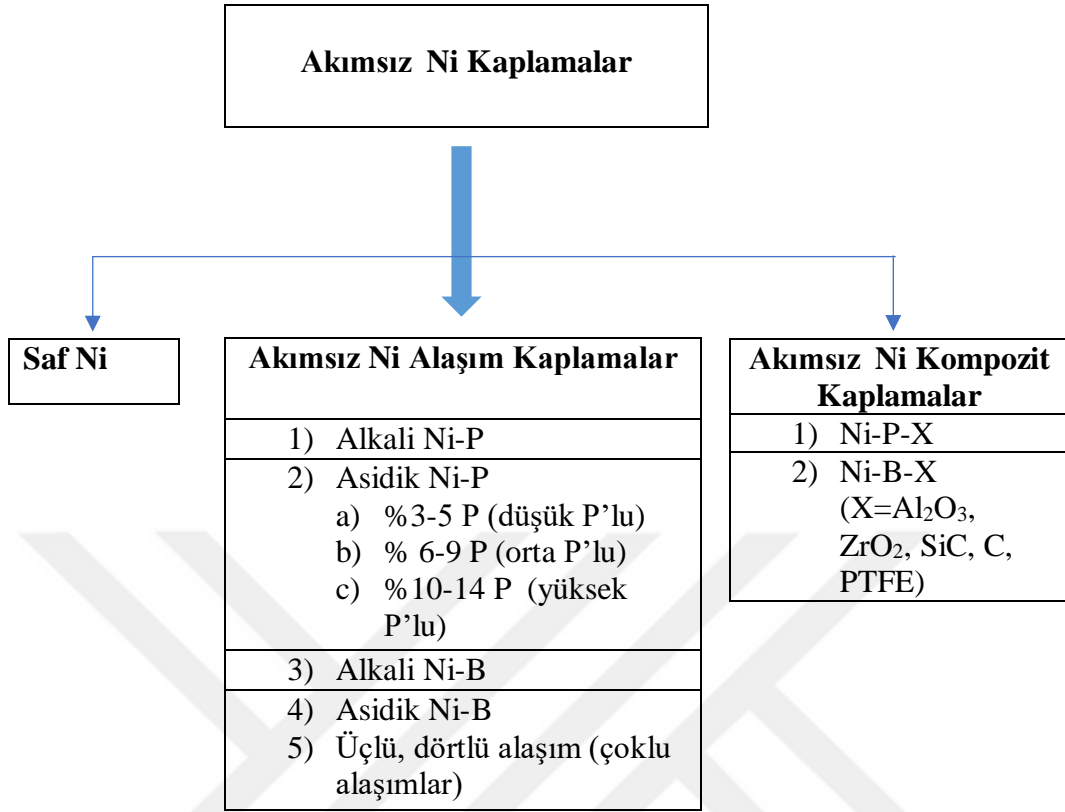 Akımsız Ni Kaplamalar
Saf Ni
Akımsız Ni Alaşım Kaplamalar
1) Alkali Ni-P
2) Asidik Ni-P
a) %3-5 P (düşük P’lu)
b) % 6-9 P (orta P’lu)
c) %10-14 P (yüksek
P’lu)
3) Alkali Ni-B
4) Asidik Ni-B
5) Üçlü, dörtlü alaşım (çoklu
alaşımlar)
Akımsız Ni Kompozit
Kaplamalar
1) Ni-P-X
2) Ni-B-X
(X=Al₂O₃,
ZrO₂, SiC, C,
PTFE)